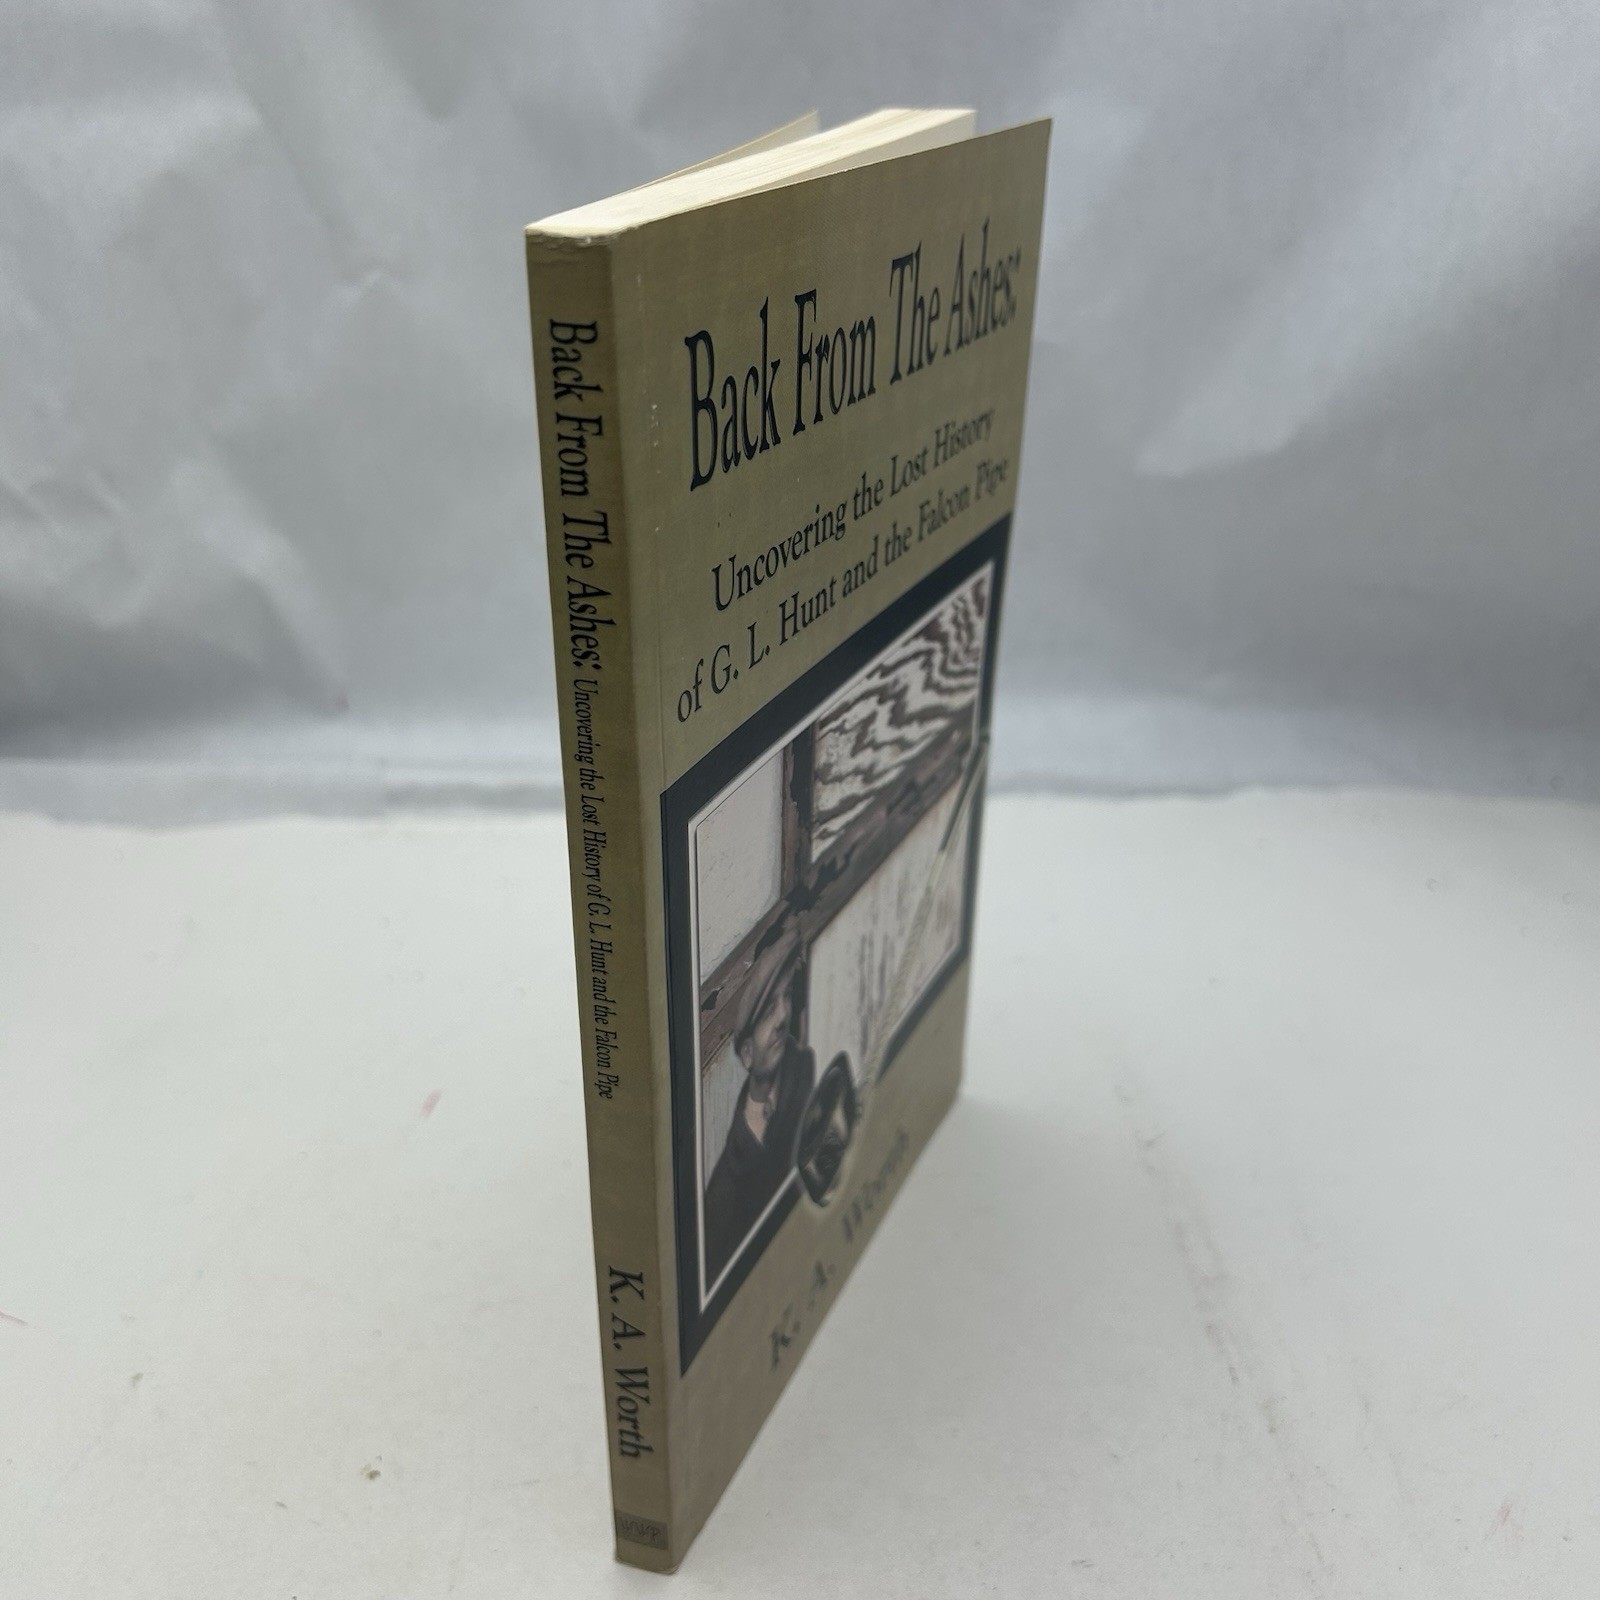 Back From The Ashes: Uncovering the Lost History of G. L. Hunt and the Falcon Pipe K. A. Worth
WWP
Back From The Ashes:
Uncovering the Lost History
of G. L. Hunt and the Falcon Pipe
K. A. Worth